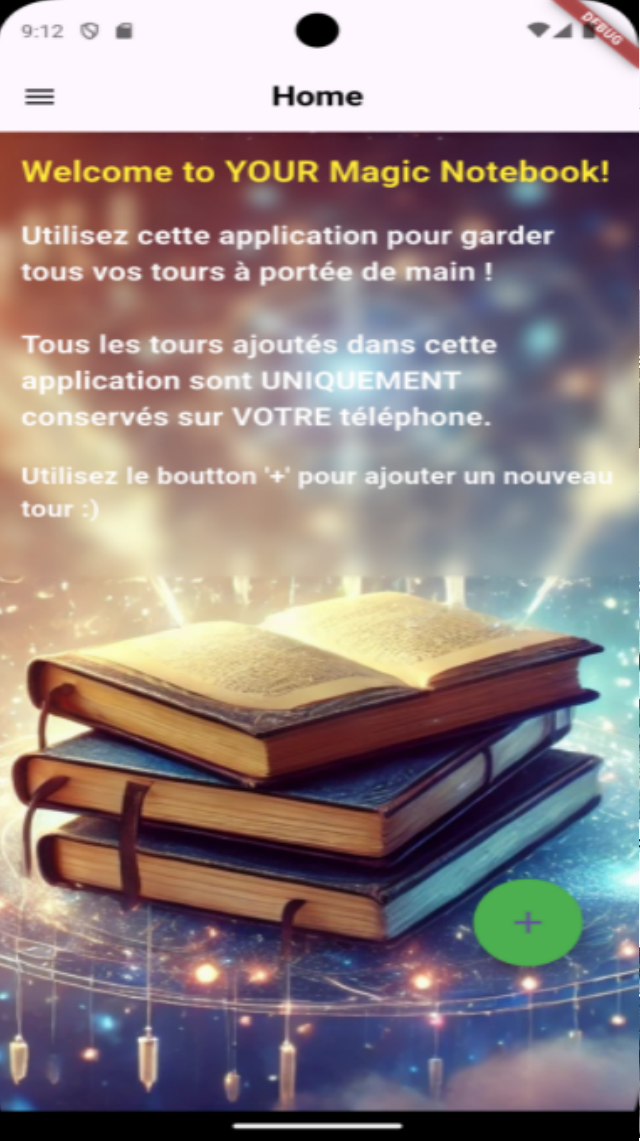 9:12
DEBUG
Home
Welcome to YOUR Magic Notebook!
Utilisez cette application pour garder
tous vos tours à portée de main !
Tous les tours ajoutés dans cette
application sont UNIQUEMENT
conservés sur VOTRE téléphone.
Utilisez le boutton '+' pour ajouter un nouveau
tour :)
+